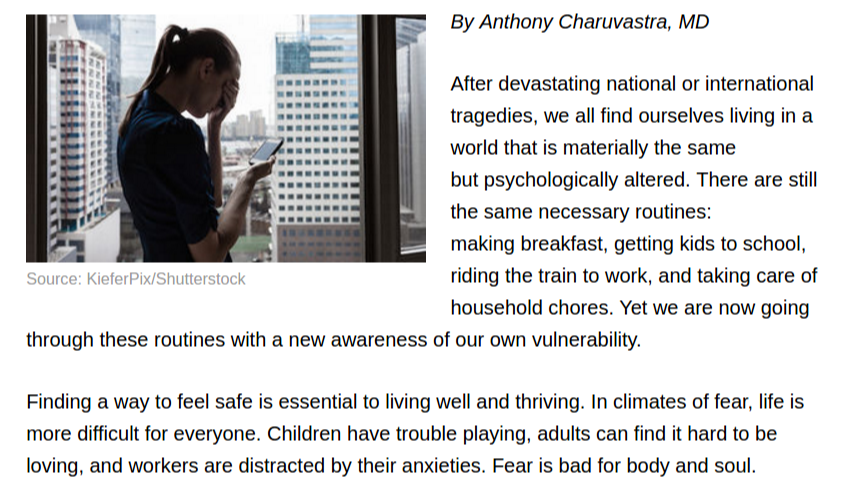 By Anthony Charuvastra, MD
After devastating national or international
tragedies, we all find ourselves living in a
world that is materially the same
but psychologically altered. There are still
the same necessary routines:
making breakfast, getting kids to school,
riding the train to work, and taking care of
household chores. Yet we are now going
through these routines with a new awareness of our own vulnerability.
Source: KieferPix/Shutterstock
Finding a way to feel safe is essential to living well and thriving. In climates of fear, life is
more difficult for everyone. Children have trouble playing, adults can find it hard to be
loving, and workers are distracted by their anxieties. Fear is bad for body and soul.